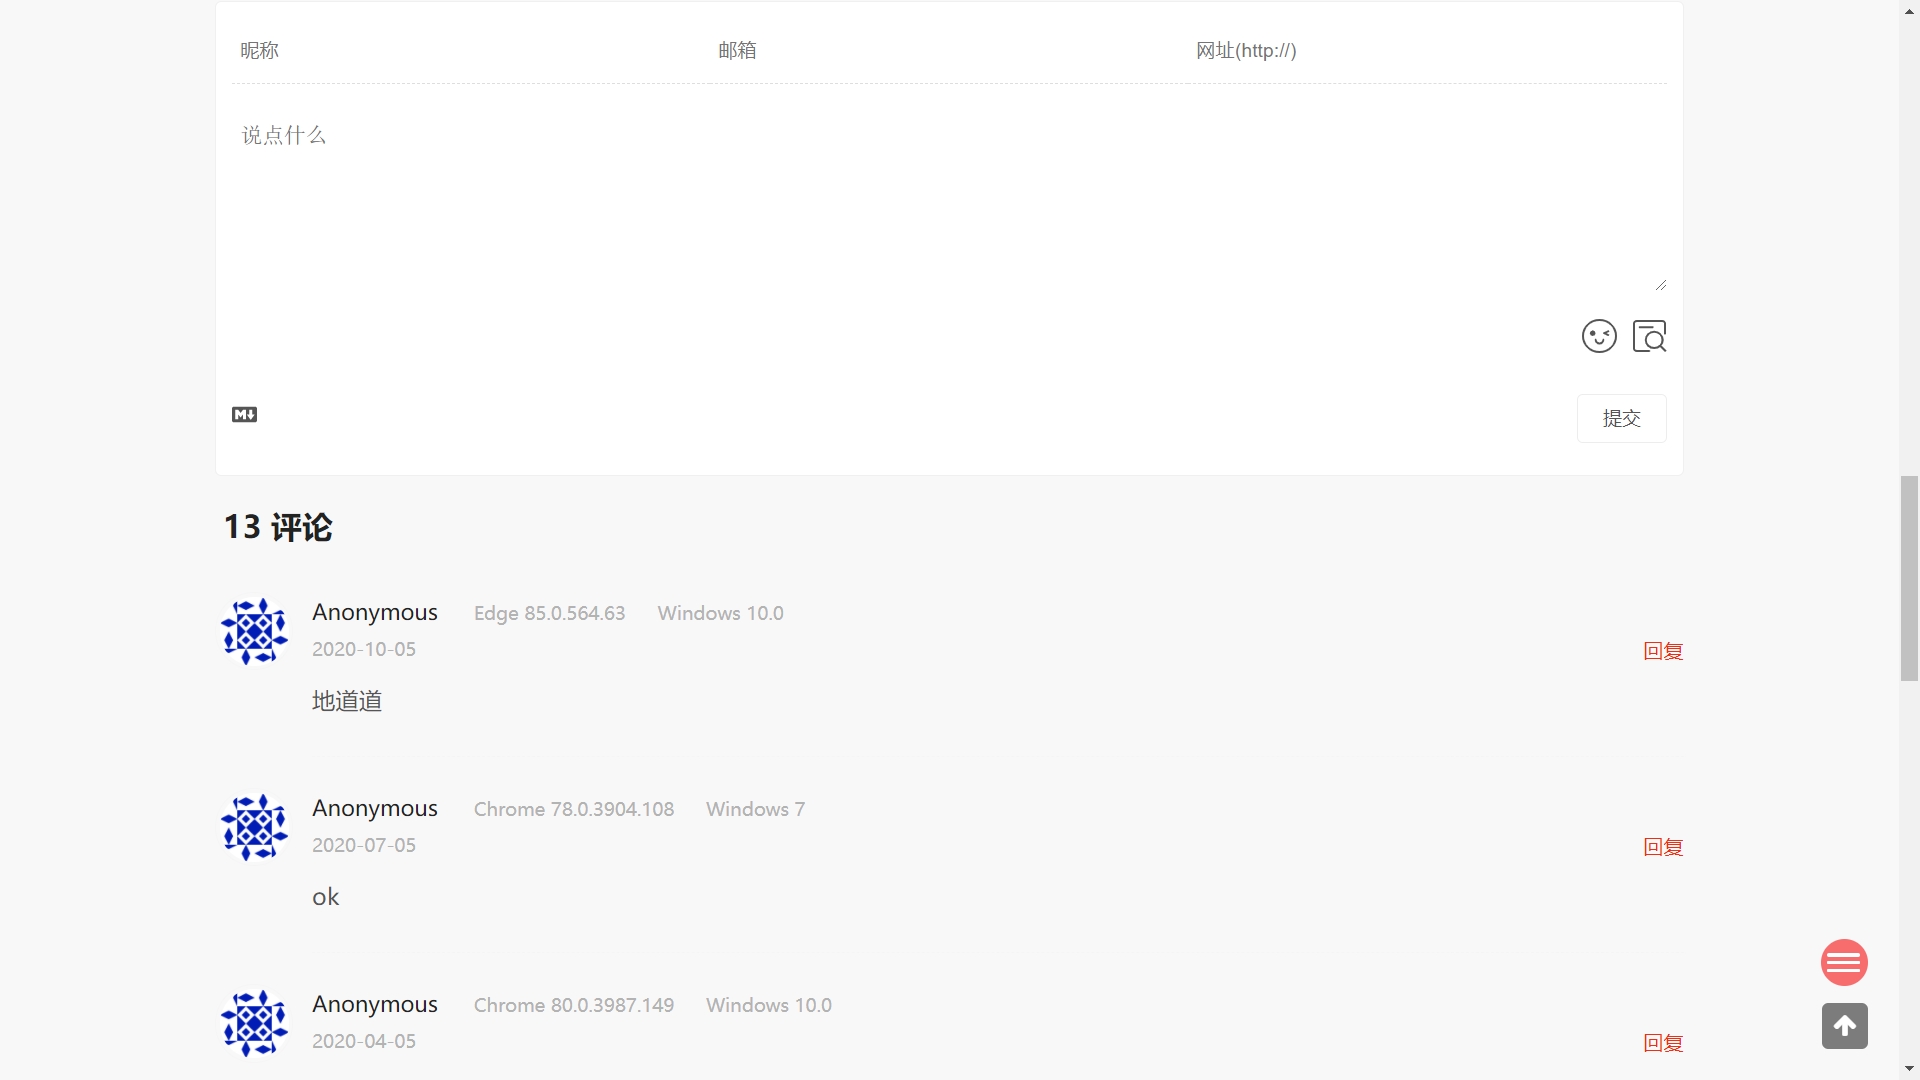 昵称 邮箱 网址(http://)
说点什么
M↓
提交
13 评论
Anonymous Edge 85.0.564.63 Windows 10.0
2020-10-05 回复
地道道
Anonymous Chrome 78.0.3904.108 Windows 7
2020-07-05 回复
ok
Anonymous Chrome 80.0.3987.149 Windows 10.0
2020-04-05 回复